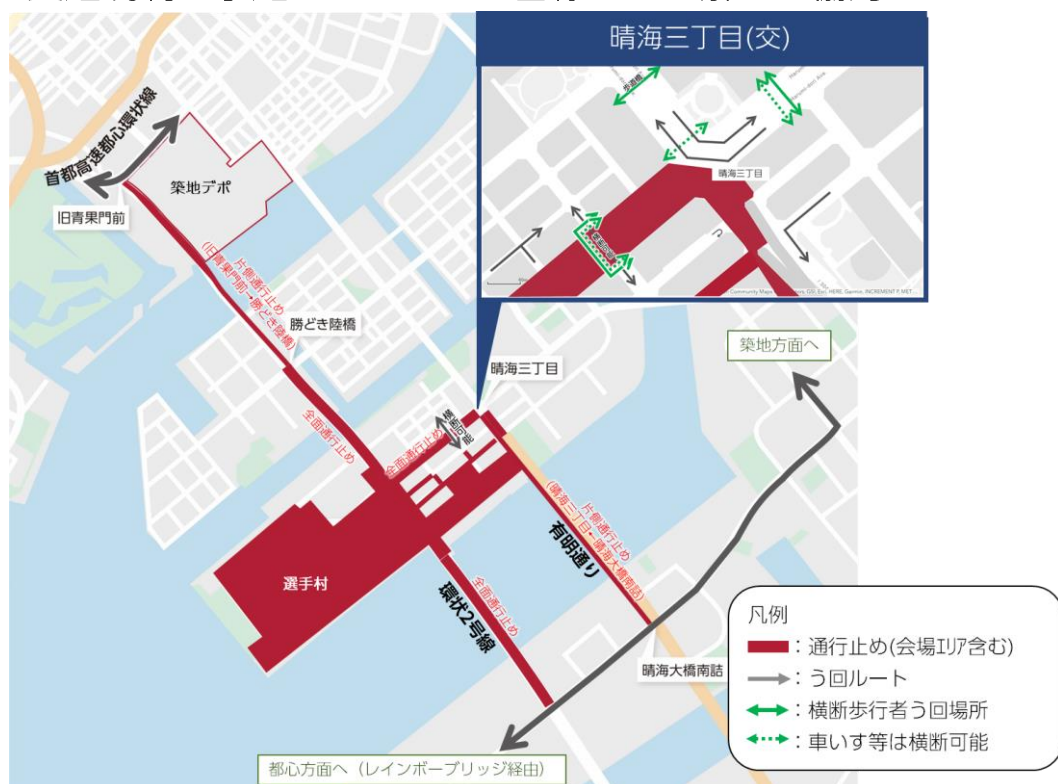 晴海三丁目(交)
歩道橋
晴海三丁目
横断可能
首都高速都心環状線
築地デポ
旧青果門前
片側通行止め
(旧青果門前→勝どき陸橋)
勝どき陸橋
晴海三丁目
築地方面へ
横断可能
全面通行止め
全面通行止め
片側通行止め
(晴海三丁目←晴海大橋南詰)
有明通り
選手村
環状2号線
全面通行止め
晴海大橋南詰
都心方面へ（レインボーブリッジ経由）
凡例
：通行止め(会場エリア含む)
：う回ルート
：横断歩行者う回場所
：車いす等は横断可能